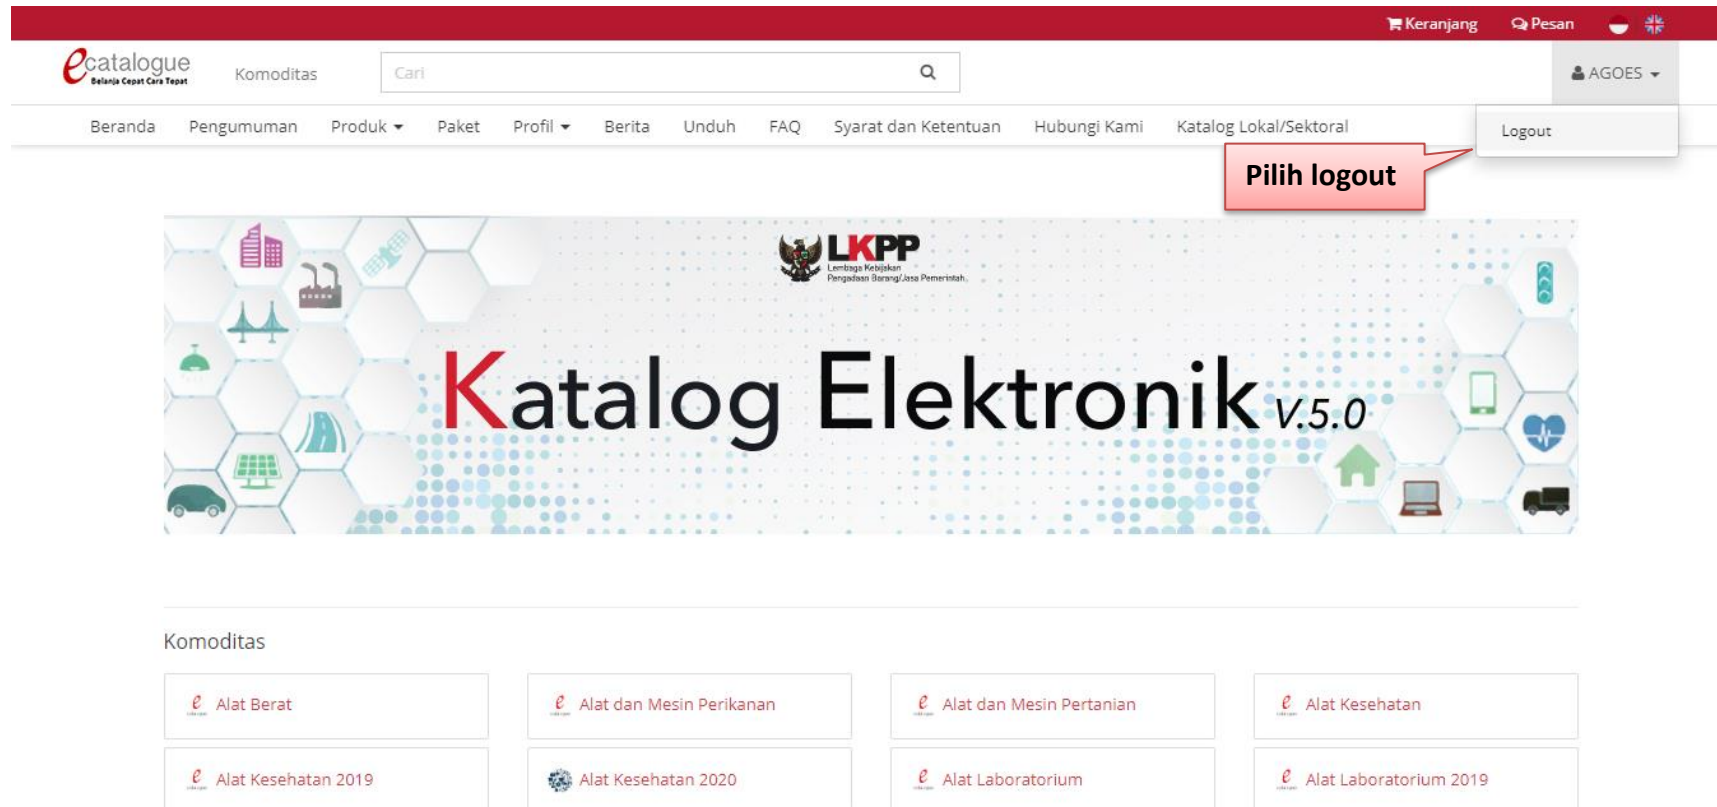 Keranjang Pesan
ecatalogue
Belanja Cepat Cara Tepat
Komoditas
Cari
AGOES
Beranda Pengumuman Produk Paket Profil Berita Unduh FAQ Syarat dan Ketentuan Hubungi Kami Katalog Lokal/Sektoral
Logout
Pilih logout
LKPP
Lembaga Kebijakan
Pengadaan Barang/Jasa Pemerintah
Katalog Elektronik V.5.0
Komoditas
Alat Berat
Alat dan Mesin Perikanan
Alat dan Mesin Pertanian
Alat Kesehatan
Alat Kesehatan 2019
Alat Kesehatan 2020
Alat Laboratorium
Alat Laboratorium 2019